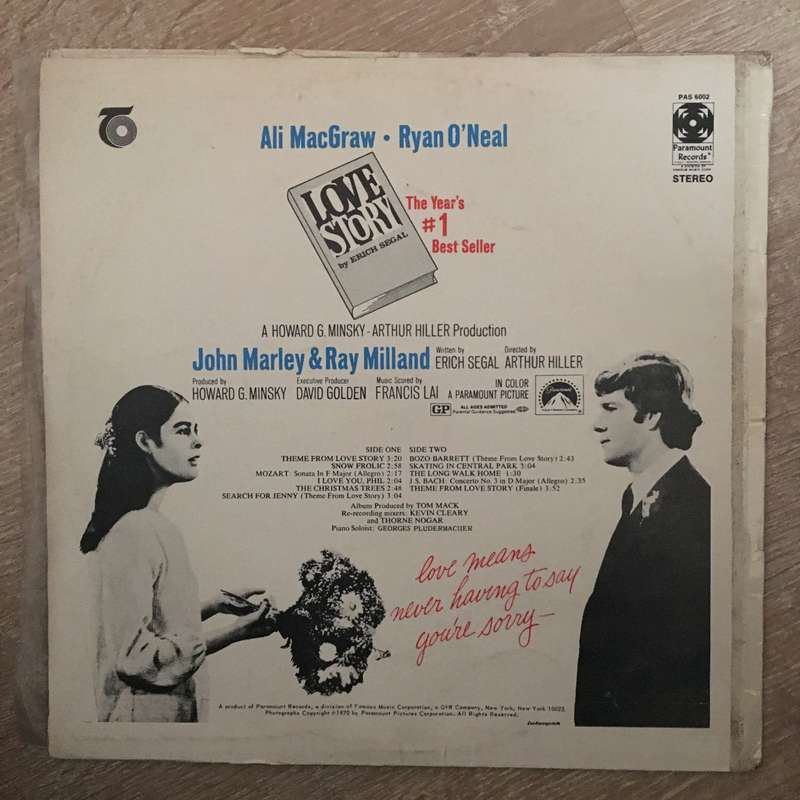 PAS 6002
Paramount
Records
STEREO
Ali MacGraw • Ryan O'Neal
LOVE
STORY
by ERICH SEGAL
The Year's
#1
Best Seller
A HOWARD G. MINSKY - ARTHUR HILLER Production
John Marley & Ray Milland
Written by
ERICH SEGAL
Directed by
ARTHUR HILLER
Produced by
HOWARD G. MINSKY
Executive Producer
DAVID GOLDEN
Music Scored by
FRANCIS LAI
IN COLOR
A PARAMOUNT PICTURE
Paramount
GP
ALL AGES ADMITTED
Parental Guidance Suggested
SIDE ONE
THEME FROM LOVE STORY 3:20
SNOW FROLIC 2:58
MOZART: Sonata In F Major (Allegro) 2:17
I LOVE YOU, PHIL 2:04
THE CHRISTMAS TREES 2:48
SEARCH FOR JENNY (Theme From Love Story) 3:04
SIDE TWO
BOZO BARRETT (Theme From Love Story) 2:43
SKATING IN CENTRAL PARK 3:04
THE LONG WALK HOME 1:30
J.S. BACH: Concerto No. 3 in D Major (Allegro) 2:35
THEME FROM LOVE STORY (Finale) 3:52
Album Produced by TOM MACK
Re-recording mixers: KEVIN CLEARY
and THORNE NOGAR
Piano Soloist: GEORGES PLUDERMACHER
love means
never having to say
you're sorry—
A product of Paramount Records, a division of Famous Music Corporation, a G+W Company, New York, New York 10023
Photographs Copyright ©1970 by Paramount Pictures Corporation. All Rights Reserved.